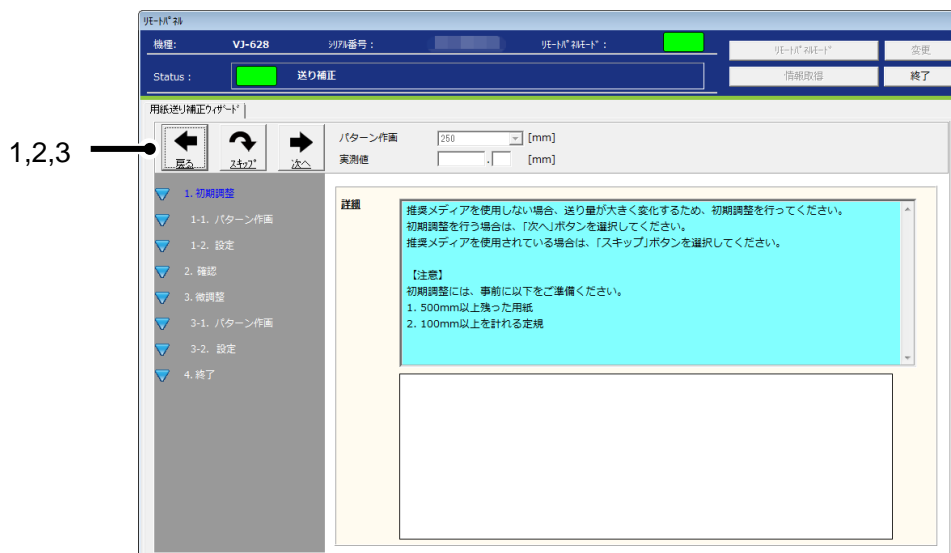 ﾘﾓｰﾄﾊﾟﾈﾙ
機種: VJ-628 ｼﾘｱﾙ番号： ﾘﾓｰﾄﾊﾟﾈﾙﾓｰﾄﾞ：
ﾘﾓｰﾄﾊﾟﾈﾙﾓｰﾄﾞ 変更
Status： 送り補正
情報取得 終了
用紙送り補正ｳｨｻﾞｰﾄﾞ
1,2,3
戻る ｽｷｯﾌﾟ 次へ
パターン作画 250 [mm]
実測値 . [mm]
1. 初期調整
1-1. パターン作画
1-2. 設定
2. 確認
3. 微調整
3-1. パターン作画
3-2. 設定
4. 終了
詳細
推奨メディアを使用しない場合、送り量が大きく変化するため、初期調整を行ってください。
初期調整を行う場合は、｢次へ｣ボタンを選択してください。
推奨メディアを使用されている場合は、｢スキップ｣ボタンを選択してください。
【注意】
初期調整には、事前に以下をご準備ください。
1. 500mm以上残った用紙
2. 100mm以上を計れる定規